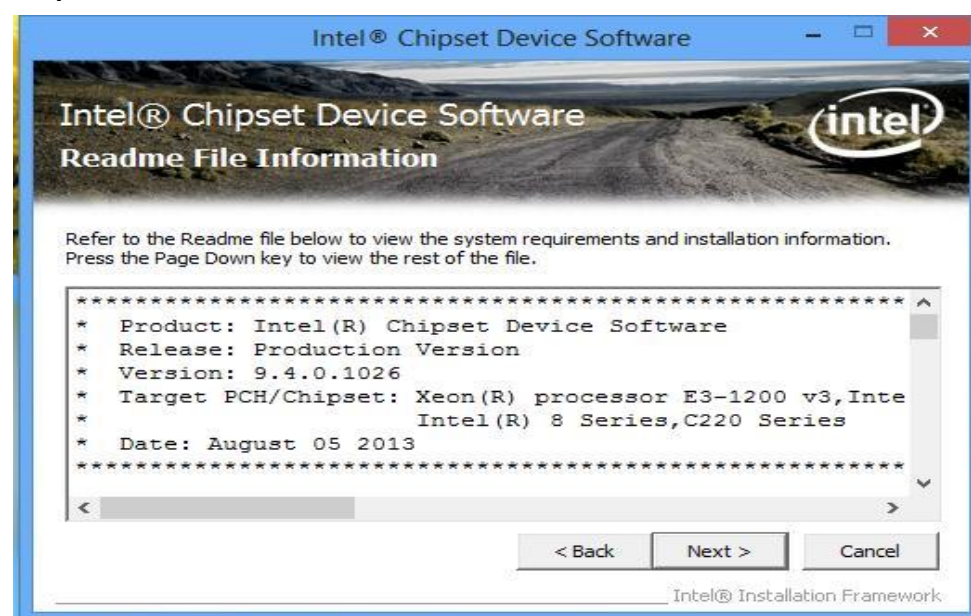 Intel® Chipset Device Software
Intel® Chipset Device Software
intel®
Readme File Information
Refer to the Readme file below to view the system requirements and installation information.
Press the Page Down key to view the rest of the file.
*********************************************************
* Product: Intel(R) Chipset Device Software
* Release: Production Version
* Version: 9.4.0.1026
* Target PCH/Chipset: Xeon(R) processor E3-1200 v3,Inte
* Intel(R) 8 Series,C220 Series
* Date: August 05 2013
*********************************************************
< Back Next > Cancel
Intel® Installation Framework